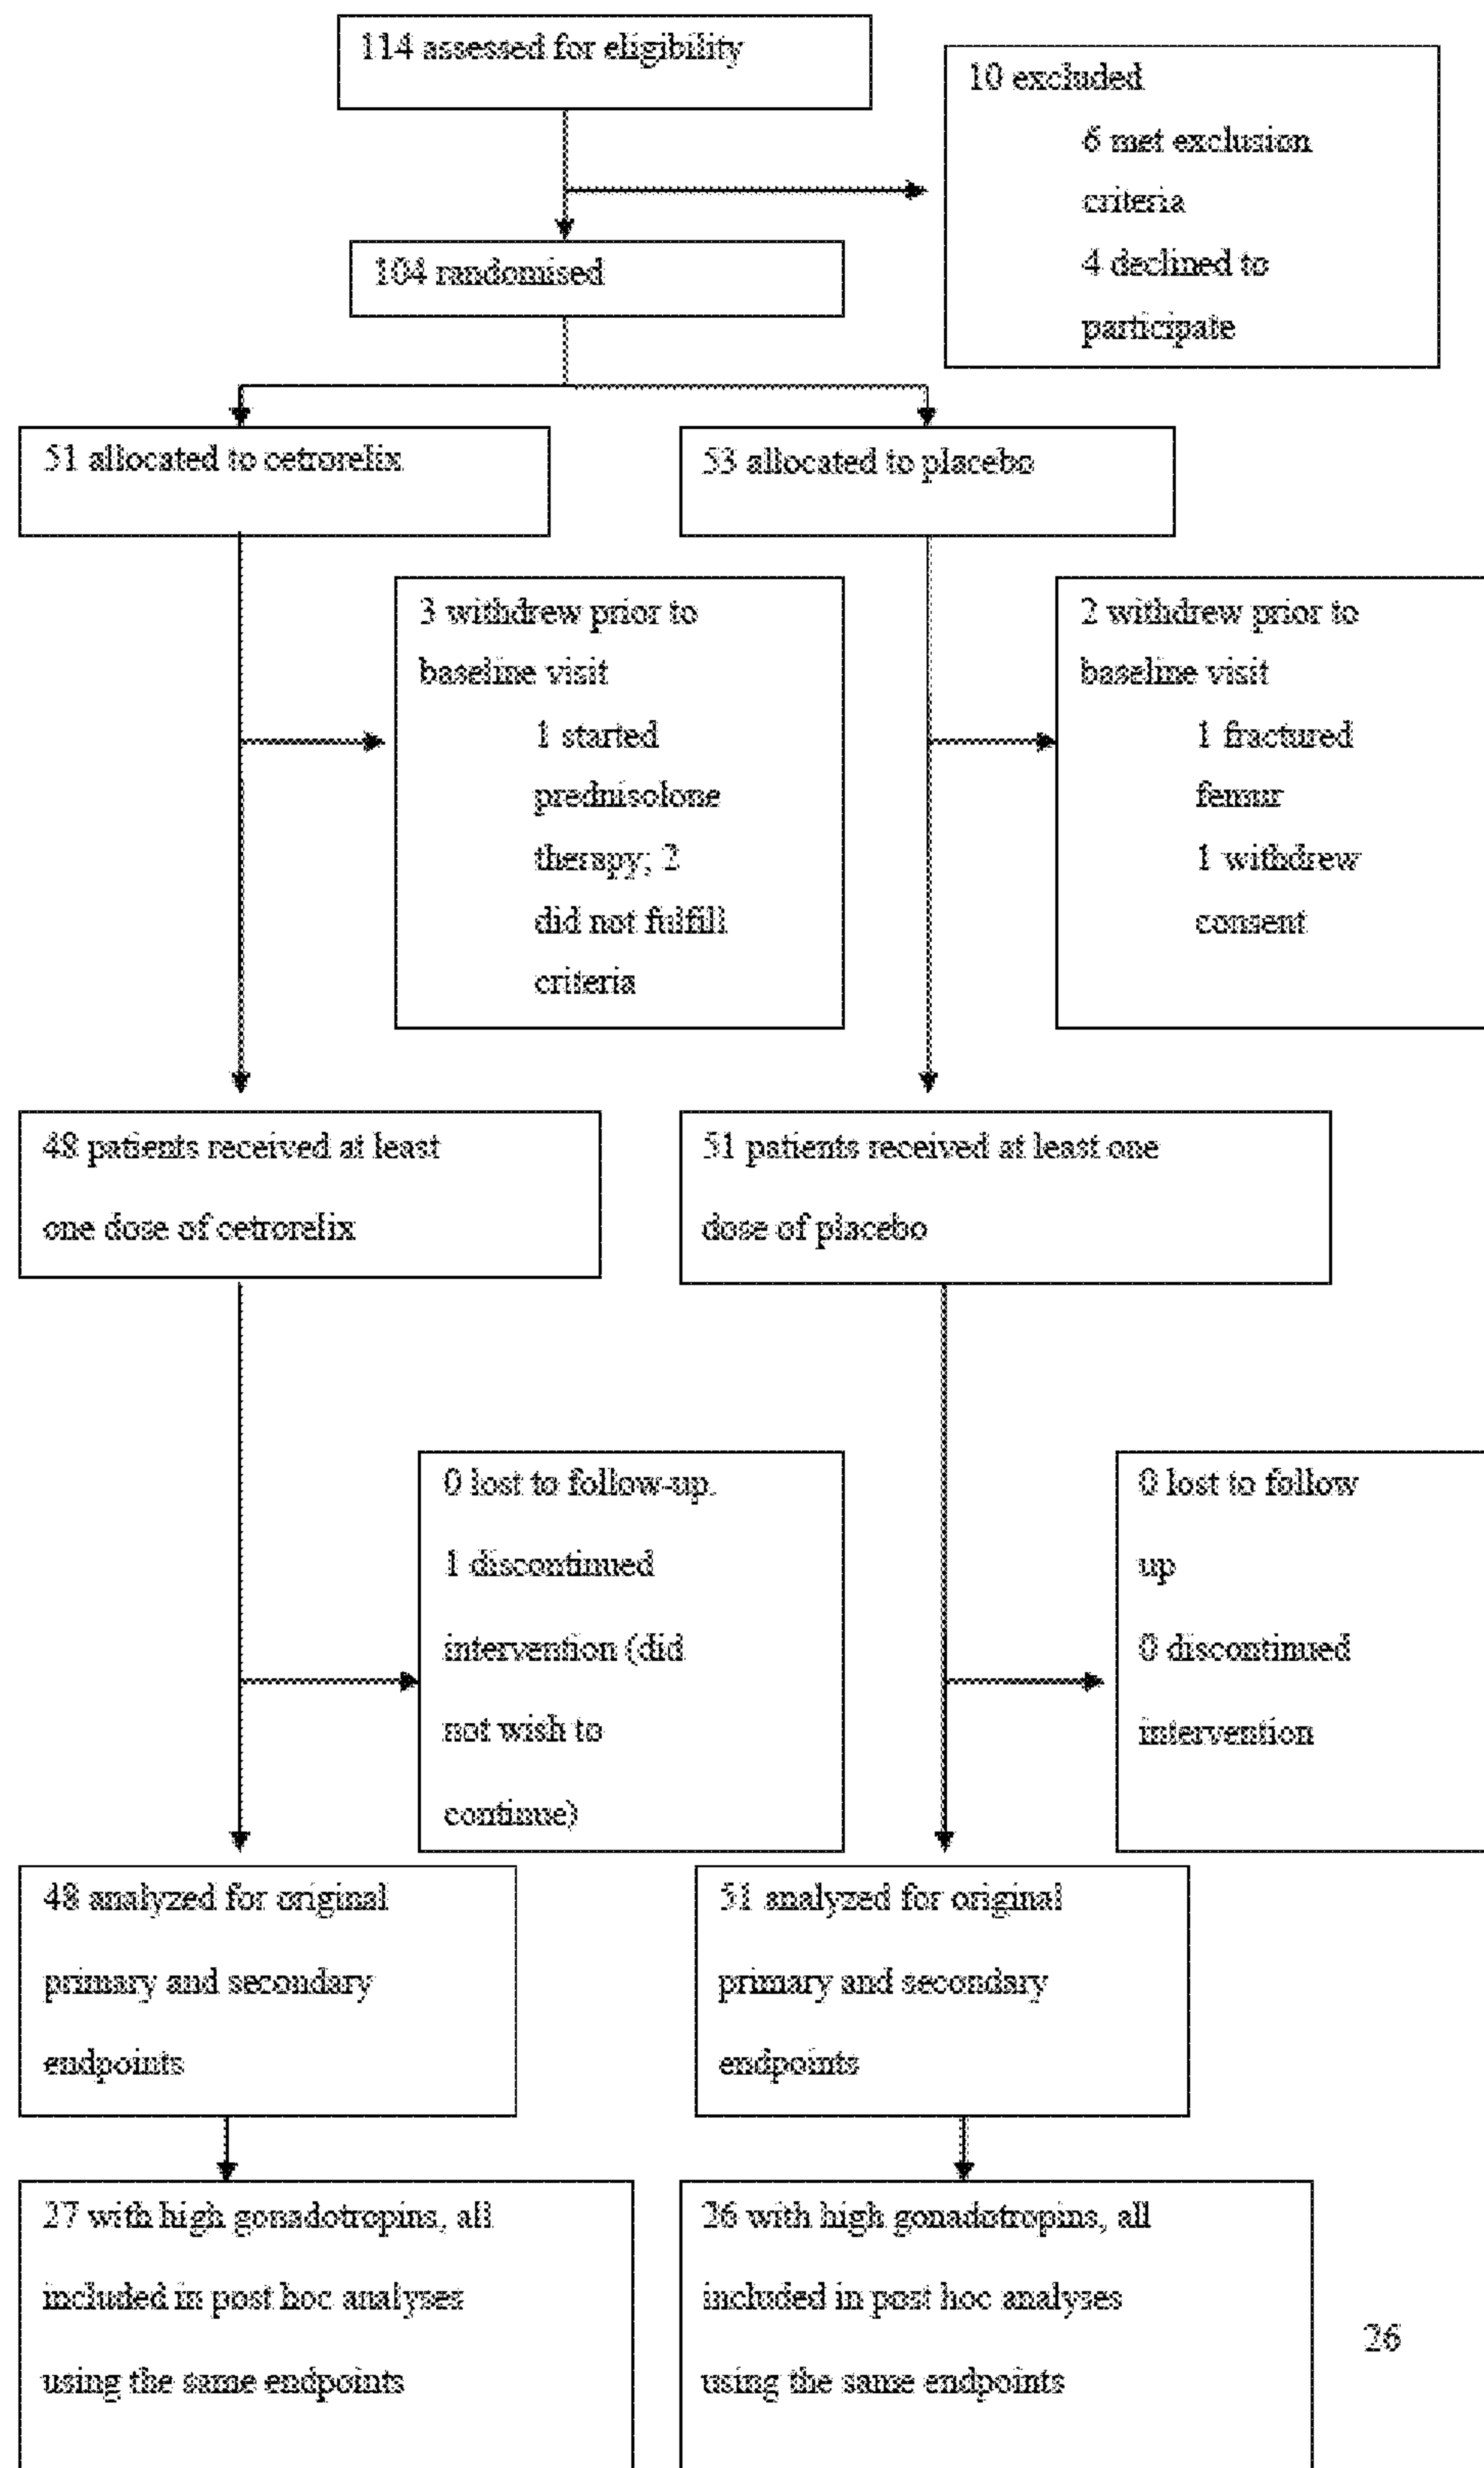 114 assessed for eligibility
10 excluded
6 met exclusion
criteria
4 declined to
participate
104 randomised
51 allocated to cetrorelix
53 allocated to placebo
3 withdrew prior to
baseline visit
1 started
prednisolone
therapy; 2
did not fulfill
criteria
2 withdrew prior to
baseline visit
1 fractured
femur
1 withdrew
consent
48 patients received at least
one dose of cetrorelix
51 patients received at least one
dose of placebo
0 lost to follow-up.
1 discontinued
intervention (did
not wish to
continue)
0 lost to follow
up
0 discontinued
intervention
48 analyzed for original
primary and secondary
endpoints
51 analyzed for original
primary and secondary
endpoints
27 with high gonadotropins, all
included in post hoc analyses
using the same endpoints
26 with high gonadotropins, all
included in post hoc analyses
using the same endpoints
26